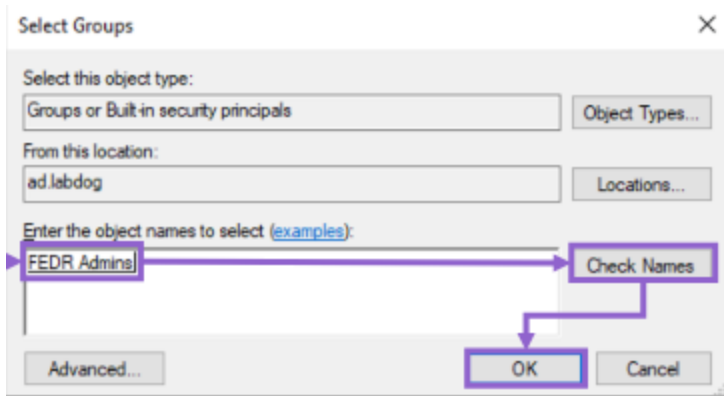 Select Groups
Select this object type:
Groups or Built-in security principals
Object Types...
From this location:
ad.labdog
Locations...
Enter the object names to select (examples):
FEDR Admins
Check Names
Advanced...
OK
Cancel